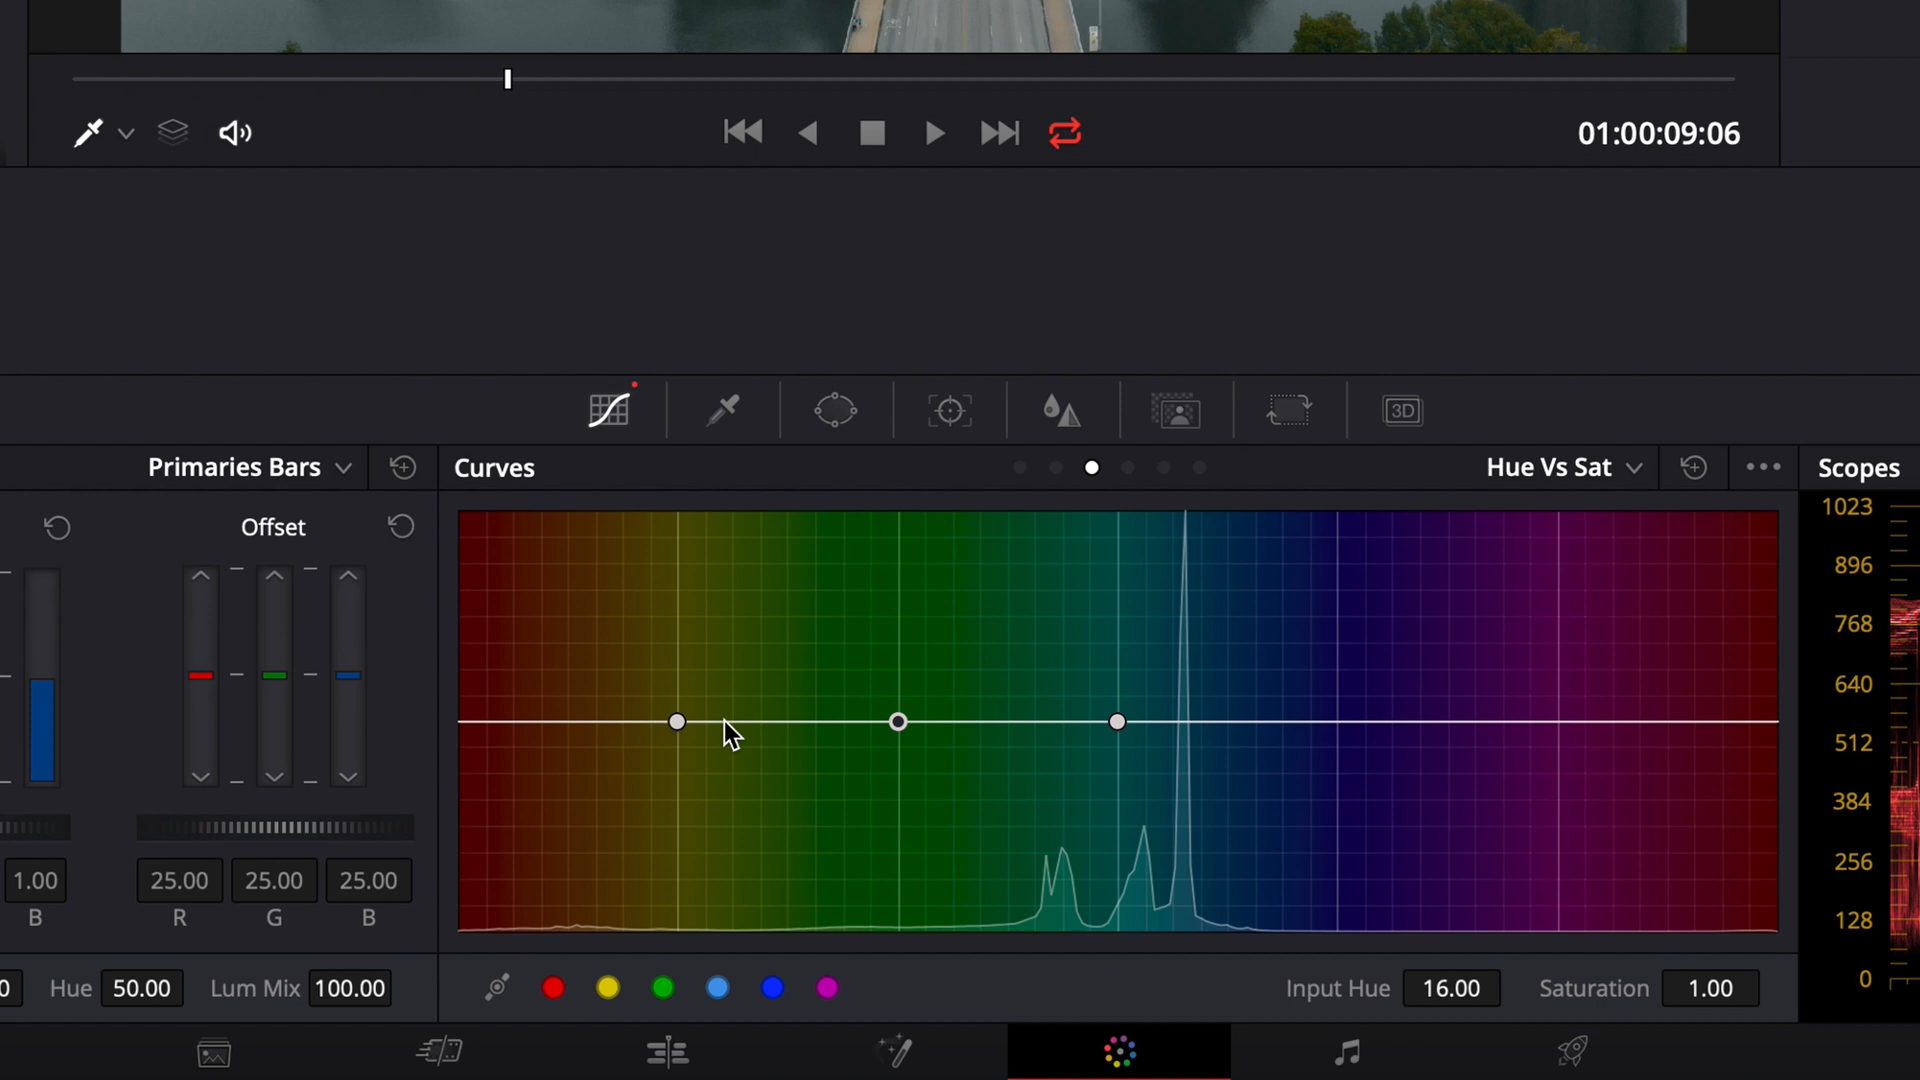 01:00:09:06
3D
Primaries Bars
Curves
Hue Vs Sat
Scopes
Offset
1023
896
768
640
512
384
256
128
0
1.00
25.00
25.00
25.00
B
R
G
B
0
Hue
50.00
Lum Mix
100.00
Input Hue
16.00
Saturation
1.00